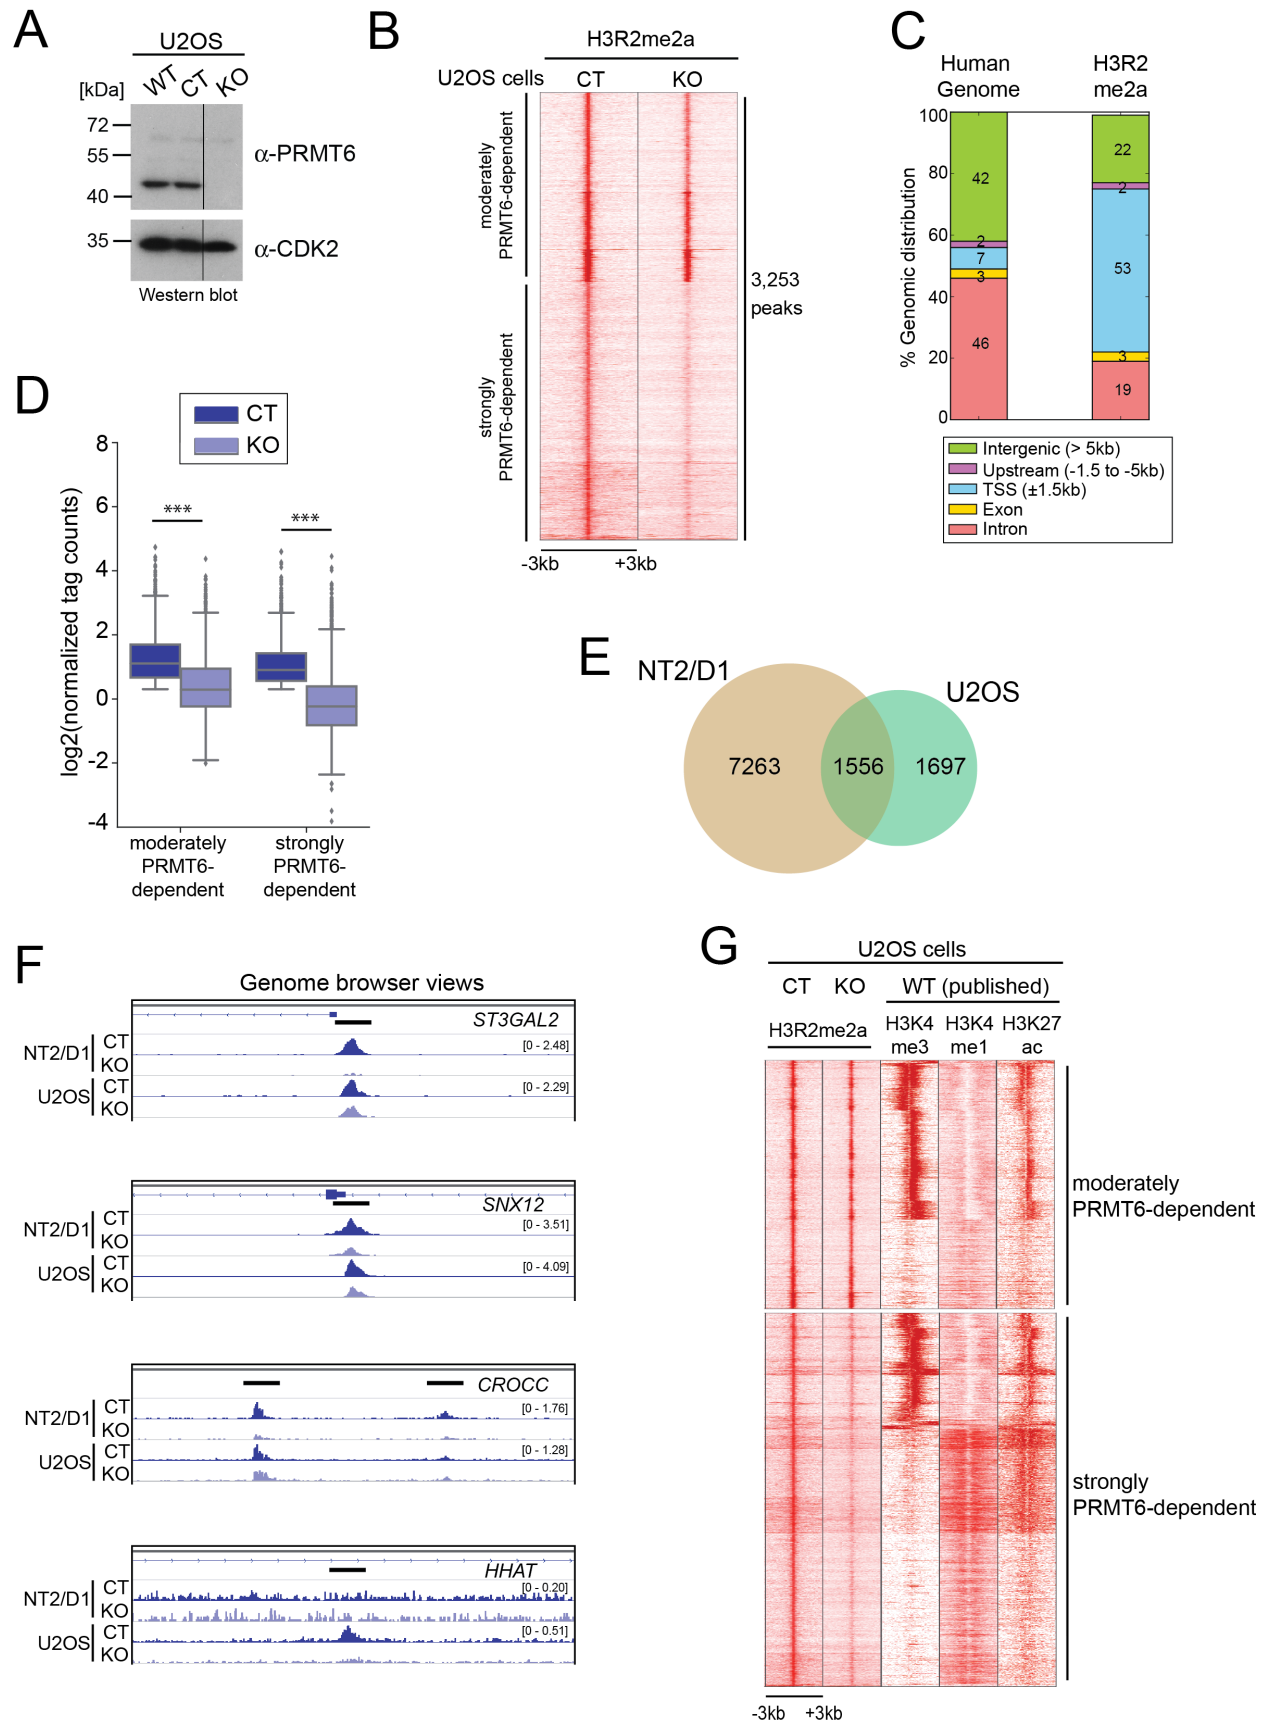 A
U2OS
WT CT KO
[kDa]
72
55
40
35
α-PRMT6
α-CDK2
Western blot
B
H3R2me2a
U2OS cells CT KO
moderately
PRMT6-dependent
strongly
PRMT6-dependent
3,253
peaks
-3kb +3kb
C
Human
Genome
H3R2
me2a
% Genomic distribution
100
80
60
40
20
0
42
2
7
3
46
22
2
53
3
19
Intergenic (> 5kb)
Upstream (-1.5 to -5kb)
TSS (±1.5kb)
Exon
Intron
D
CT
KO
log2(normalized tag counts)
8
6
4
2
0
-2
-4
*** ***
moderately
PRMT6-
dependent
strongly
PRMT6-
dependent
E
NT2/D1
U2OS
7263 1556 1697
F
Genome browser views
ST3GAL2
NT2/D1 CT
KO
[0 - 2.48]
U2OS CT
KO
[0 - 2.29]
SNX12
NT2/D1 CT
KO
[0 - 3.51]
U2OS CT
KO
[0 - 4.09]
CROCC
NT2/D1 CT
KO
[0 - 1.76]
U2OS CT
KO
[0 - 1.28]
HHAT
NT2/D1 CT
KO
[0 - 0.20]
U2OS CT
KO
[0 - 0.51]
G
U2OS cells
CT KO WT (published)
H3R2me2a
H3K4
me3
H3K4
me1
H3K27
ac
moderately
PRMT6-dependent
strongly
PRMT6-dependent
-3kb +3kb